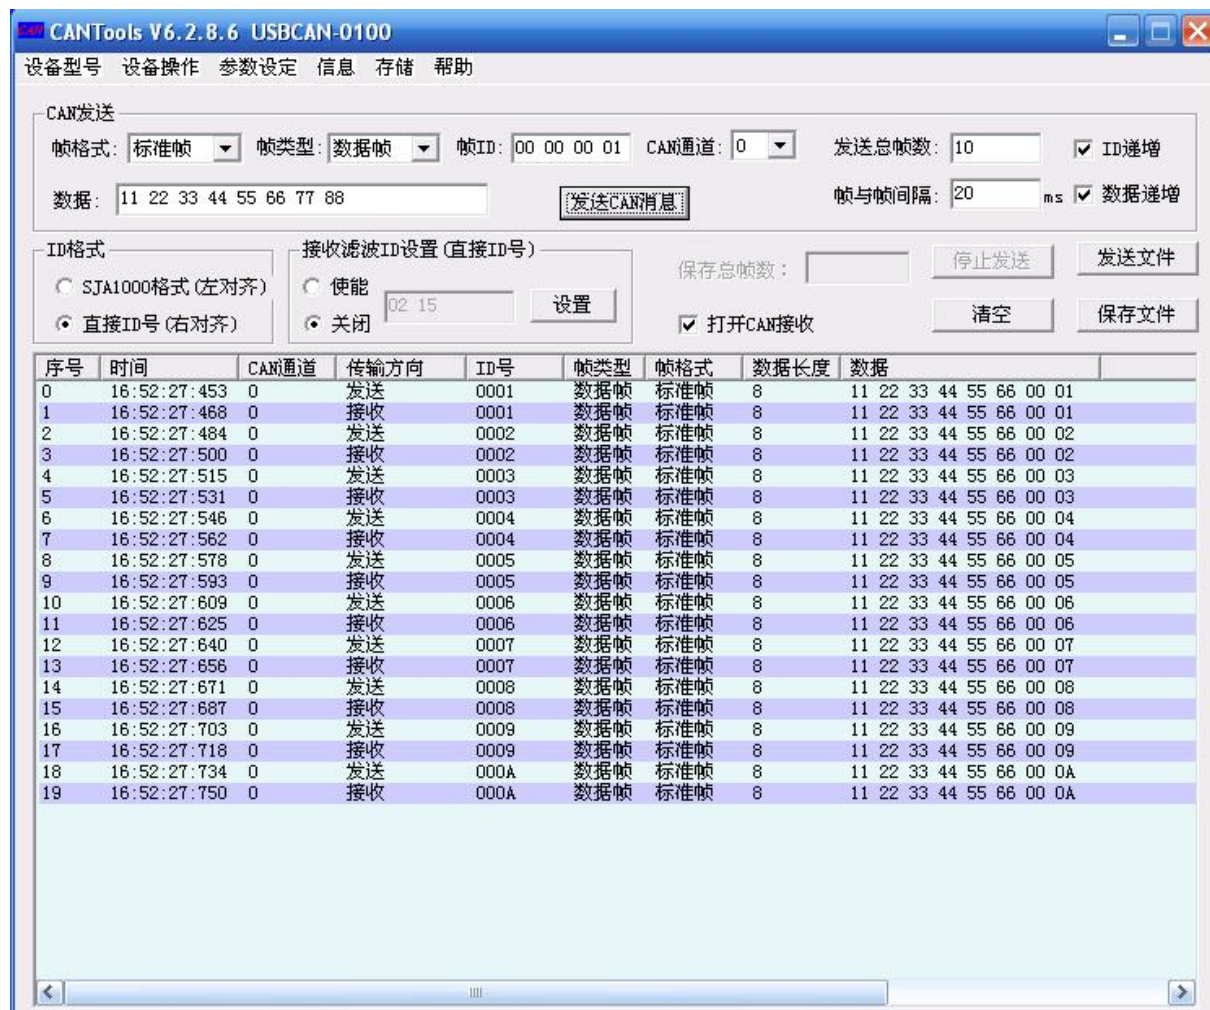 CAN CANTools V6.2.8.6 USBCAN-0100
设备型号 设备操作 参数设定 信息 存储 帮助
CAN发送
帧格式: 标准帧 帧类型: 数据帧 帧ID: 00 00 00 01 CAN通道: 0 发送总帧数: 10 ID递增
数据: 11 22 33 44 55 66 77 88 发送CAN消息 帧与帧间隔: 20 ms 数据递增
ID格式 接收滤波ID设置(直接ID号)
SJA1000格式(左对齐) 使能 02 15 设置 保存总帧数: 停止发送 发送文件
直接ID号(右对齐) 关闭 打开CAN接收 清空 保存文件
序号 时间 CAN通道 传输方向 ID号 帧类型 帧格式 数据长度 数据
0 16:52:27:453 0 发送 0001 数据帧 标准帧 8 11 22 33 44 55 66 00 01
1 16:52:27:468 0 接收 0001 数据帧 标准帧 8 11 22 33 44 55 66 00 01
2 16:52:27:484 0 发送 0002 数据帧 标准帧 8 11 22 33 44 55 66 00 02
3 16:52:27:500 0 接收 0002 数据帧 标准帧 8 11 22 33 44 55 66 00 02
4 16:52:27:515 0 发送 0003 数据帧 标准帧 8 11 22 33 44 55 66 00 03
5 16:52:27:531 0 接收 0003 数据帧 标准帧 8 11 22 33 44 55 66 00 03
6 16:52:27:546 0 发送 0004 数据帧 标准帧 8 11 22 33 44 55 66 00 04
7 16:52:27:562 0 接收 0004 数据帧 标准帧 8 11 22 33 44 55 66 00 04
8 16:52:27:578 0 发送 0005 数据帧 标准帧 8 11 22 33 44 55 66 00 05
9 16:52:27:593 0 接收 0005 数据帧 标准帧 8 11 22 33 44 55 66 00 05
10 16:52:27:609 0 发送 0006 数据帧 标准帧 8 11 22 33 44 55 66 00 06
11 16:52:27:625 0 接收 0006 数据帧 标准帧 8 11 22 33 44 55 66 00 06
12 16:52:27:640 0 发送 0007 数据帧 标准帧 8 11 22 33 44 55 66 00 07
13 16:52:27:656 0 接收 0007 数据帧 标准帧 8 11 22 33 44 55 66 00 07
14 16:52:27:671 0 发送 0008 数据帧 标准帧 8 11 22 33 44 55 66 00 08
15 16:52:27:687 0 接收 0008 数据帧 标准帧 8 11 22 33 44 55 66 00 08
16 16:52:27:703 0 发送 0009 数据帧 标准帧 8 11 22 33 44 55 66 00 09
17 16:52:27:718 0 接收 0009 数据帧 标准帧 8 11 22 33 44 55 66 00 09
18 16:52:27:734 0 发送 000A 数据帧 标准帧 8 11 22 33 44 55 66 00 0A
19 16:52:27:750 0 接收 000A 数据帧 标准帧 8 11 22 33 44 55 66 00 0A